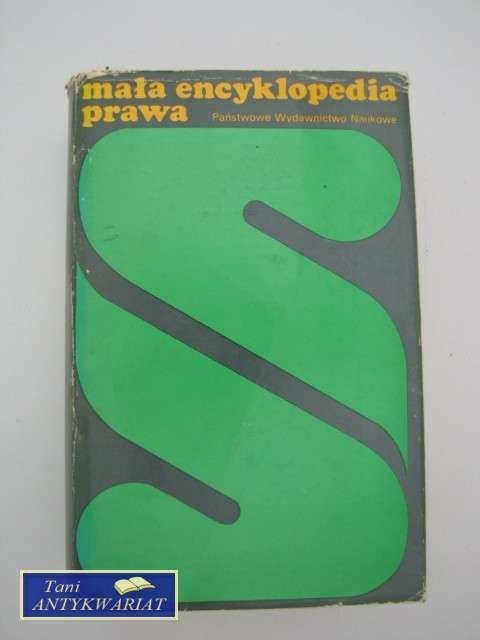 mała encyklopedia
prawa Państwowe Wydawnictwo Naukowe
Tani
ANTYKWARIAT